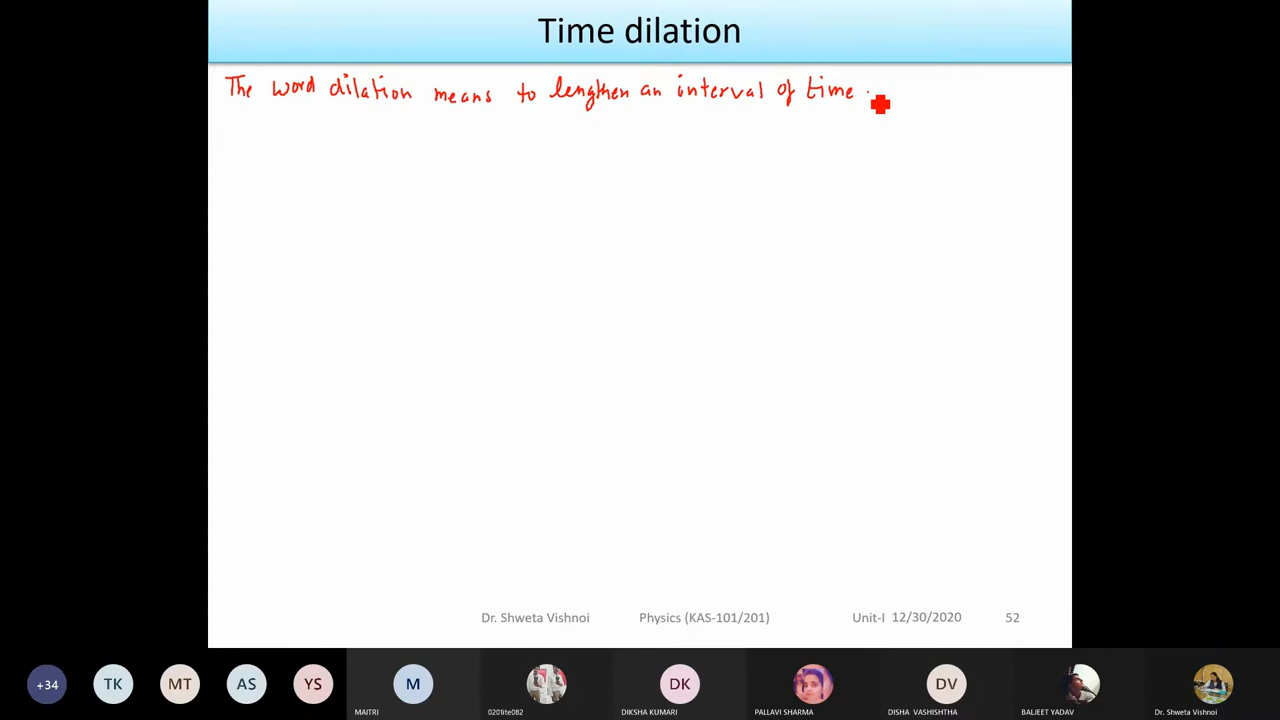 Time dilation
The word dilation means to lengthen an interval of time .
Dr. Shweta Vishnoi Physics (KAS-101/201) Unit-I 12/30/2020 52
+34 TK MT AS YS M DK DV
MAITRI 0201ite082 DIKSHA KUMARI PALLAVI SHARMA DISHA VASHISHTHA BALJEET YADAV Dr. Shweta Vishnoi